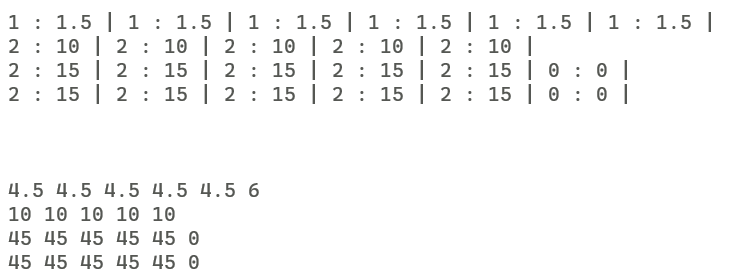 1 : 1.5 | 1 : 1.5 | 1 : 1.5 | 1 : 1.5 | 1 : 1.5 | 1 : 1.5 |
2 : 10 | 2 : 10 | 2 : 10 | 2 : 10 | 2 : 10 |
2 : 15 | 2 : 15 | 2 : 15 | 2 : 15 | 2 : 15 | 0 : 0 |
2 : 15 | 2 : 15 | 2 : 15 | 2 : 15 | 2 : 15 | 0 : 0 |
4.5 4.5 4.5 4.5 4.5 6
10 10 10 10 10
45 45 45 45 45 0
45 45 45 45 45 0